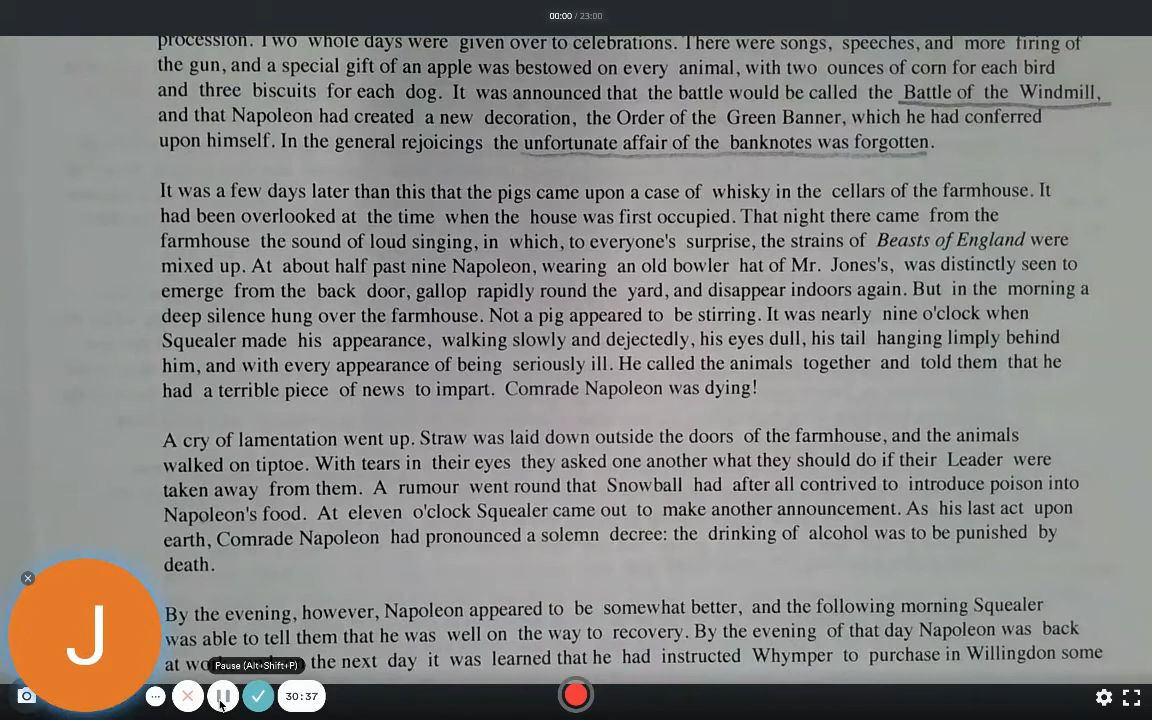 00:00 / 23:00
procession. Two whole days were given over to celebrations. There were songs, speeches, and more firing of
the gun, and a special gift of an apple was bestowed on every animal, with two ounces of corn for each bird
and three biscuits for each dog. It was announced that the battle would be called the Battle of the Windmill,
and that Napoleon had created a new decoration, the Order of the Green Banner, which he had conferred
upon himself. In the general rejoicings the unfortunate affair of the banknotes was forgotten.
It was a few days later than this that the pigs came upon a case of whisky in the cellars of the farmhouse. It
had been overlooked at the time when the house was first occupied. That night there came from the
farmhouse the sound of loud singing, in which, to everyone's surprise, the strains of Beasts of England were
mixed up. At about half past nine Napoleon, wearing an old bowler hat of Mr. Jones's, was distinctly seen to
emerge from the back door, gallop rapidly round the yard, and disappear indoors again. But in the morning a
deep silence hung over the farmhouse. Not a pig appeared to be stirring. It was nearly nine o'clock when
Squealer made his appearance, walking slowly and dejectedly, his eyes dull, his tail hanging limply behind
him, and with every appearance of being seriously ill. He called the animals together and told them that he
had a terrible piece of news to impart. Comrade Napoleon was dying!
A cry of lamentation went up. Straw was laid down outside the doors of the farmhouse, and the animals
walked on tiptoe. With tears in their eyes they asked one another what they should do if their Leader were
taken away from them. A rumour went round that Snowball had after all contrived to introduce poison into
Napoleon's food. At eleven o'clock Squealer came out to make another announcement. As his last act upon
earth, Comrade Napoleon had pronounced a solemn decree: the drinking of alcohol was to be punished by
death.
By the evening, however, Napoleon appeared to be somewhat better, and the following morning Squealer
was able to tell them that he was well on the way to recovery. By the evening of that day Napoleon was back
at the next day it was learned that he had instructed Whymper to purchase in Willingdon some
J
Pause (Alt+Shift+P)
30:37